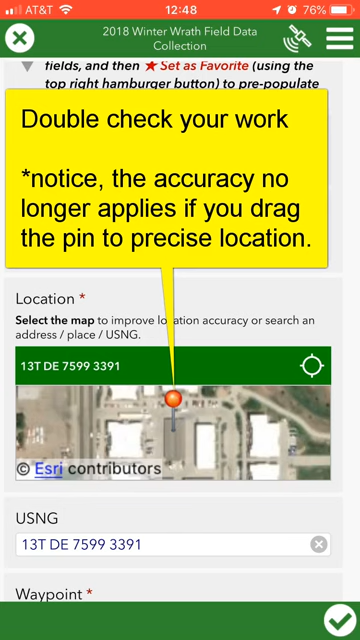 AT&T 12:48 76%
2018 Winter Wrath Field Data
Collection
fields, and then ★ Set as Favorite (using the
top right hamburger button) to pre-populate
Double check your work
*notice, the accuracy no
longer applies if you drag
the pin to precise location.
Location *
Select the map to improve location accuracy or search an
address / place / USNG.
13T DE 7599 3391
© Esri contributors
USNG
13T DE 7599 3391
Waypoint *